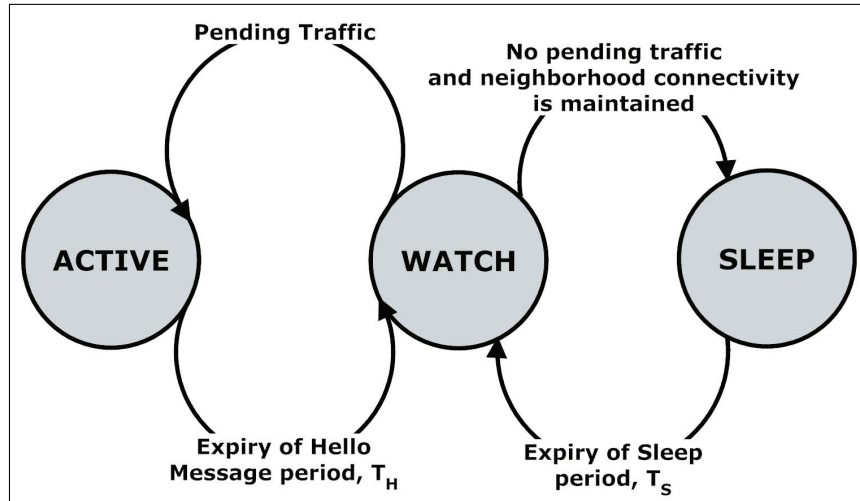 Pending Traffic
No pending traffic
and neighborhood connectivity
is maintained
ACTIVE
WATCH
SLEEP
Expiry of Hello
Message period, T_H
Expiry of Sleep
period, T_S